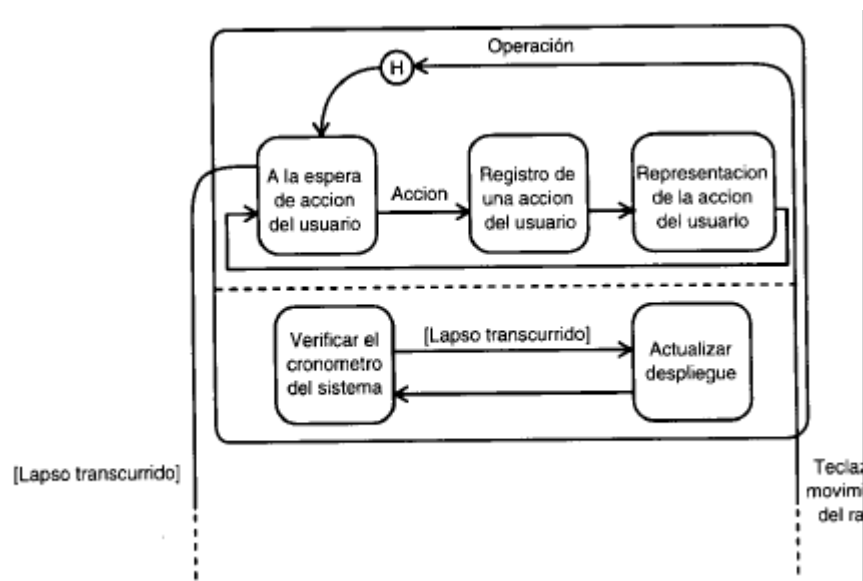 Operación
H
A la espera
de accion
del usuario
Accion
Registro de
una accion
del usuario
Representacion
de la accion
del usuario
Verificar el
cronometro
del sistema
[Lapso transcurrido]
Actualizar
despliegue
[Lapso transcurrido]
del